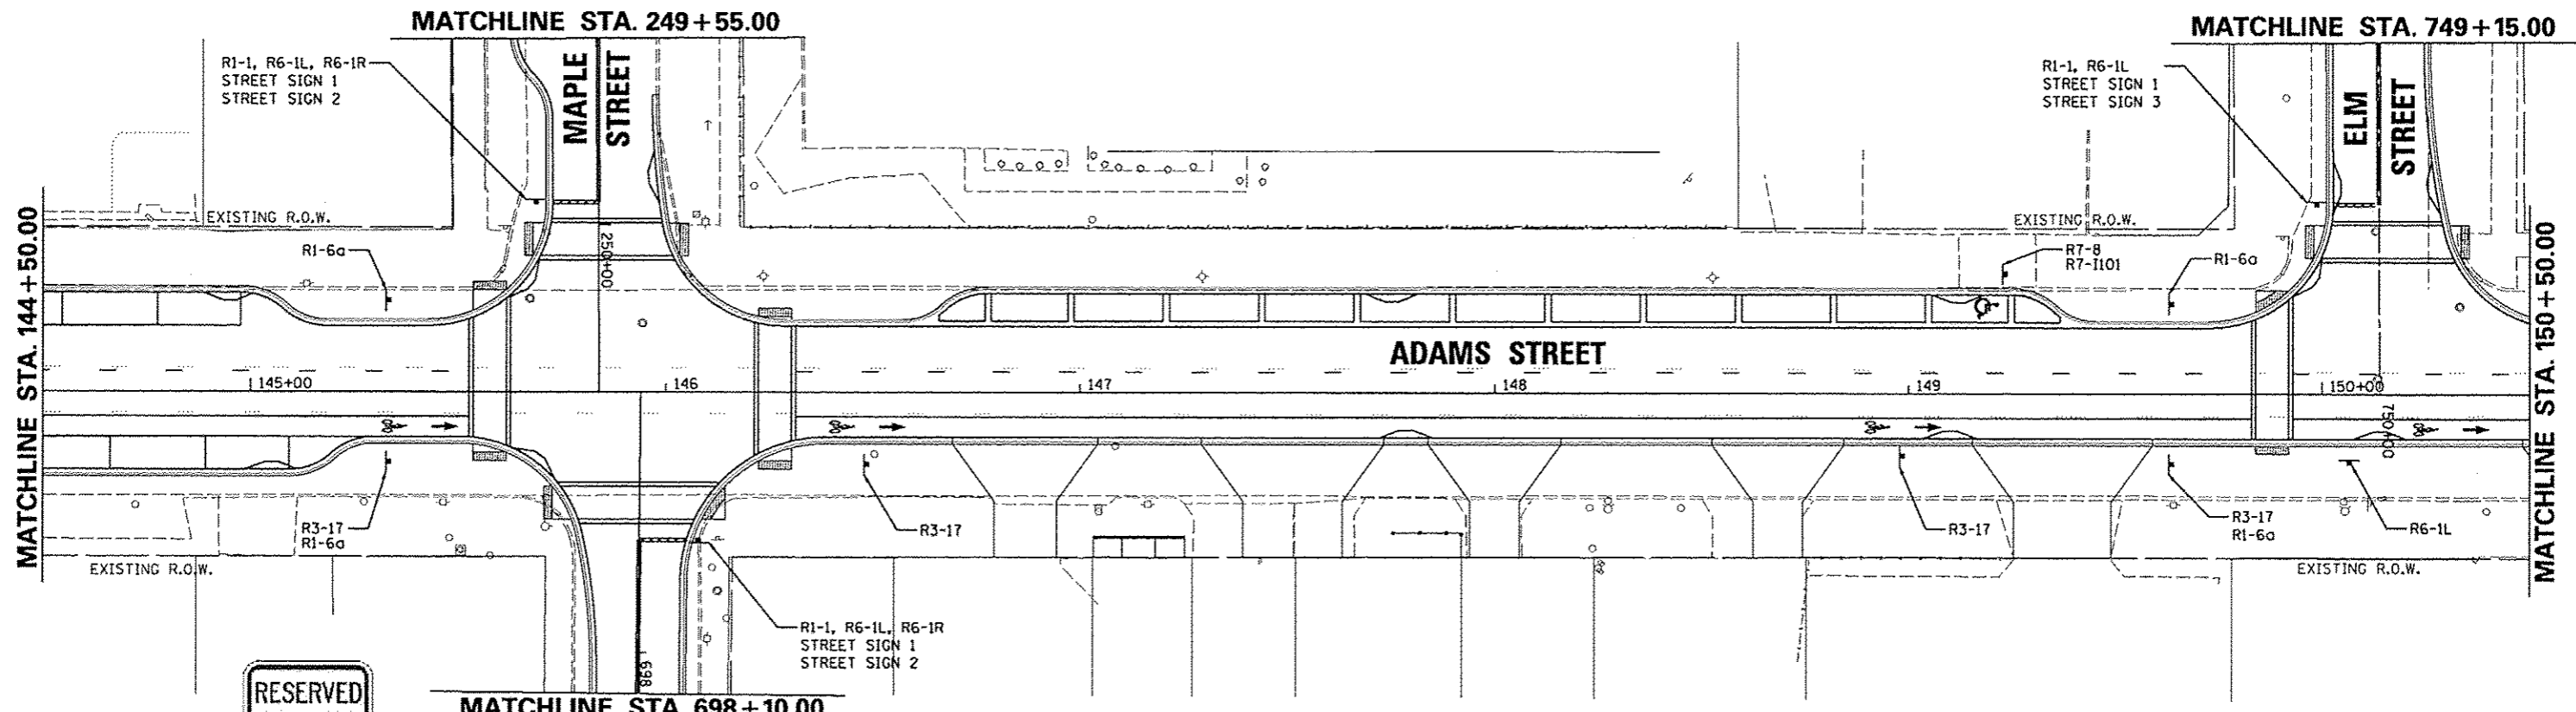 MATCHLINE STA. 249+55.00
MATCHLINE STA. 749+15.00
R1-1, R6-1L, R6-1R
STREET SIGN 1
STREET SIGN 2
MAPLE
STREET
R1-1, R6-1L
STREET SIGN 1
STREET SIGN 3
ELM
STREET
MATCHLINE STA. 144+50.00
EXISTING R.O.W.
R1-6a
250+00
EXISTING R.O.W.
R7-8
R7-I101
R1-6a
MATCHLINE STA. 150+50.00
ADAMS STREET
145+00
146
147
148
149
150+00
750+00
R3-17
R1-6a
EXISTING R.O.W.
R3-17
R3-17
R3-17
R1-6a
R6-1L
EXISTING R.O.W.
R1-1, R6-1L, R6-1R
STREET SIGN 1
STREET SIGN 2
698
RESERVED
MATCHLINE STA. 698+10.00